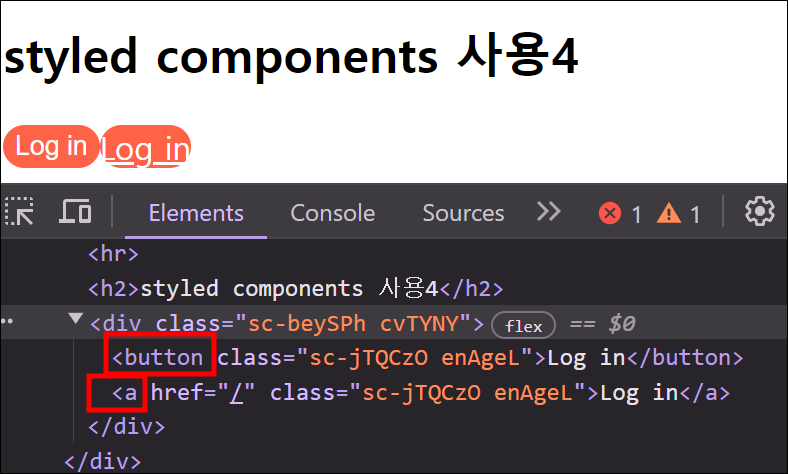 styled components 사용4
Log in Log in
Elements Console Sources 1 1
<hr>
<h2>styled components 사용4</h2>
<div class="sc-beySPh cvTYNY"> flex == $0
<button class="sc-jTQCzO enAgeL">Log in</button>
<a href="/" class="sc-jTQCzO enAgeL">Log in</a>
</div>
</div>